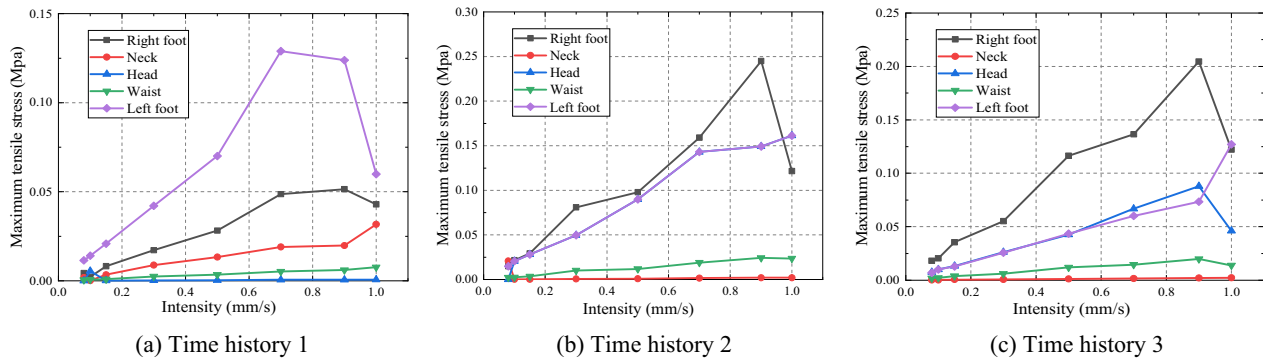 0.15
0.10
0.05
0.00
Maximum tensile stress (Mpa)
Right foot
Neck
Head
Waist
Left foot
0.0 0.2 0.4 0.6 0.8 1.0
Intensity (mm/s)
(a) Time history 1
0.30
0.25
0.20
0.15
0.10
0.05
0.00
Maximum tensile stress (Mpa)
Right foot
Neck
Head
Waist
Left foot
0.0 0.2 0.4 0.6 0.8 1.0
Intensity (mm/s)
(b) Time history 2
0.25
0.20
0.15
0.10
0.05
0.00
Maximum tensile stress (Mpa)
Right foot
Neck
Head
Waist
Left foot
0.0 0.2 0.4 0.6 0.8 1.0
Intensity (mm/s)
(c) Time history 3